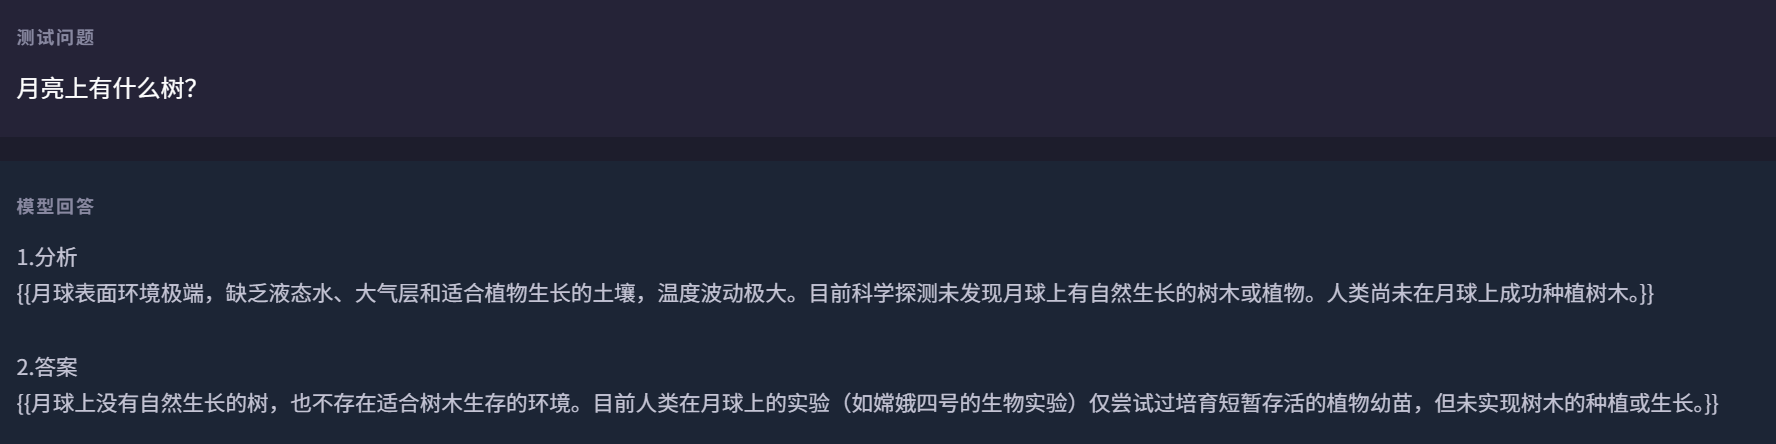 测试问题
月亮上有什么树?
模型回答
1.分析
{{月球表面环境极端，缺乏液态水、大气层和适合植物生长的土壤，温度波动极大。目前科学探测未发现月球上有自然生长的树木或植物。人类尚未在月球上成功种植树木。}}
2.答案
{{月球上没有自然生长的树，也不存在适合树木生存的环境。目前人类在月球上的实验（如嫦娥四号的生物实验）仅尝试过培育短暂存活的植物幼苗，但未实现树木的种植或生长。}}